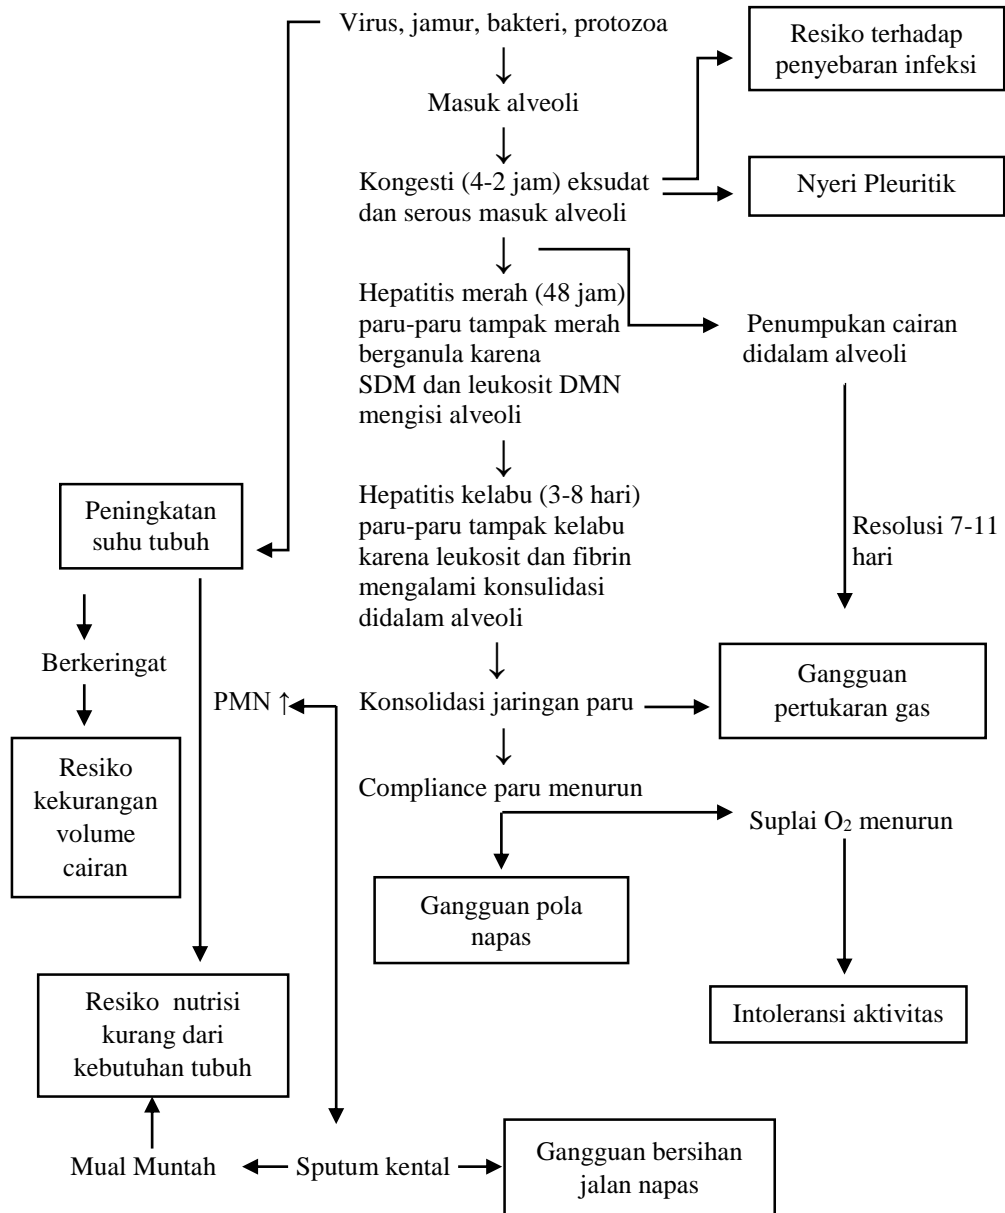 Virus, jamur, bakteri, protozoa
Resiko terhadap
penyebaran infeksi
Masuk alveoli
Kongesti (4-2 jam) eksudat
dan serous masuk alveoli
Nyeri Pleuritik
Hepatitis merah (48 jam)
paru-paru tampak merah
berganula karena
SDM dan leukosit DMN
mengisi alveoli
Penumpukan cairan
didalam alveoli
Peningkatan
suhu tubuh
Hepatitis kelabu (3-8 hari)
paru-paru tampak kelabu
karena leukosit dan fibrin
mengalami konsulidasi
didalam alveoli
Resolusi 7-11
hari
Berkeringat
PMN ↑
Konsolidasi jaringan paru
Gangguan
pertukaran gas
Resiko
kekurangan
volume
cairan
Compliance paru menurun
Suplai O₂ menurun
Gangguan pola
napas
Resiko  nutrisi
kurang dari
kebutuhan tubuh
Intoleransi aktivitas
Mual Muntah
Sputum kental
Gangguan bersihan
jalan napas